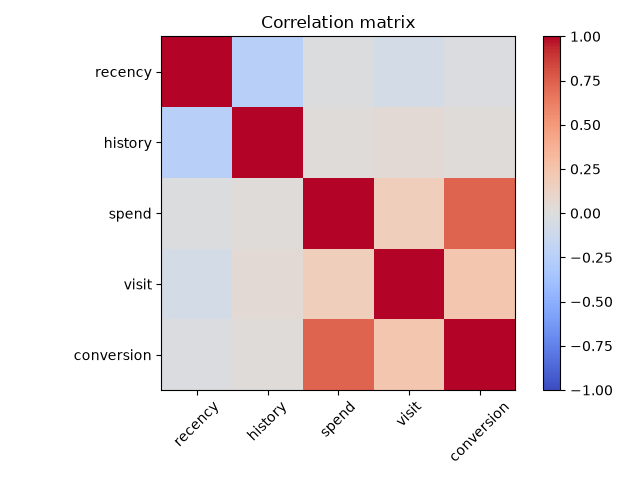 Correlation matrix
recency
history
spend
visit
conversion
recency
history
spend
visit
conversion
1.00
0.75
0.50
0.25
0.00
−0.25
−0.50
−0.75
−1.00